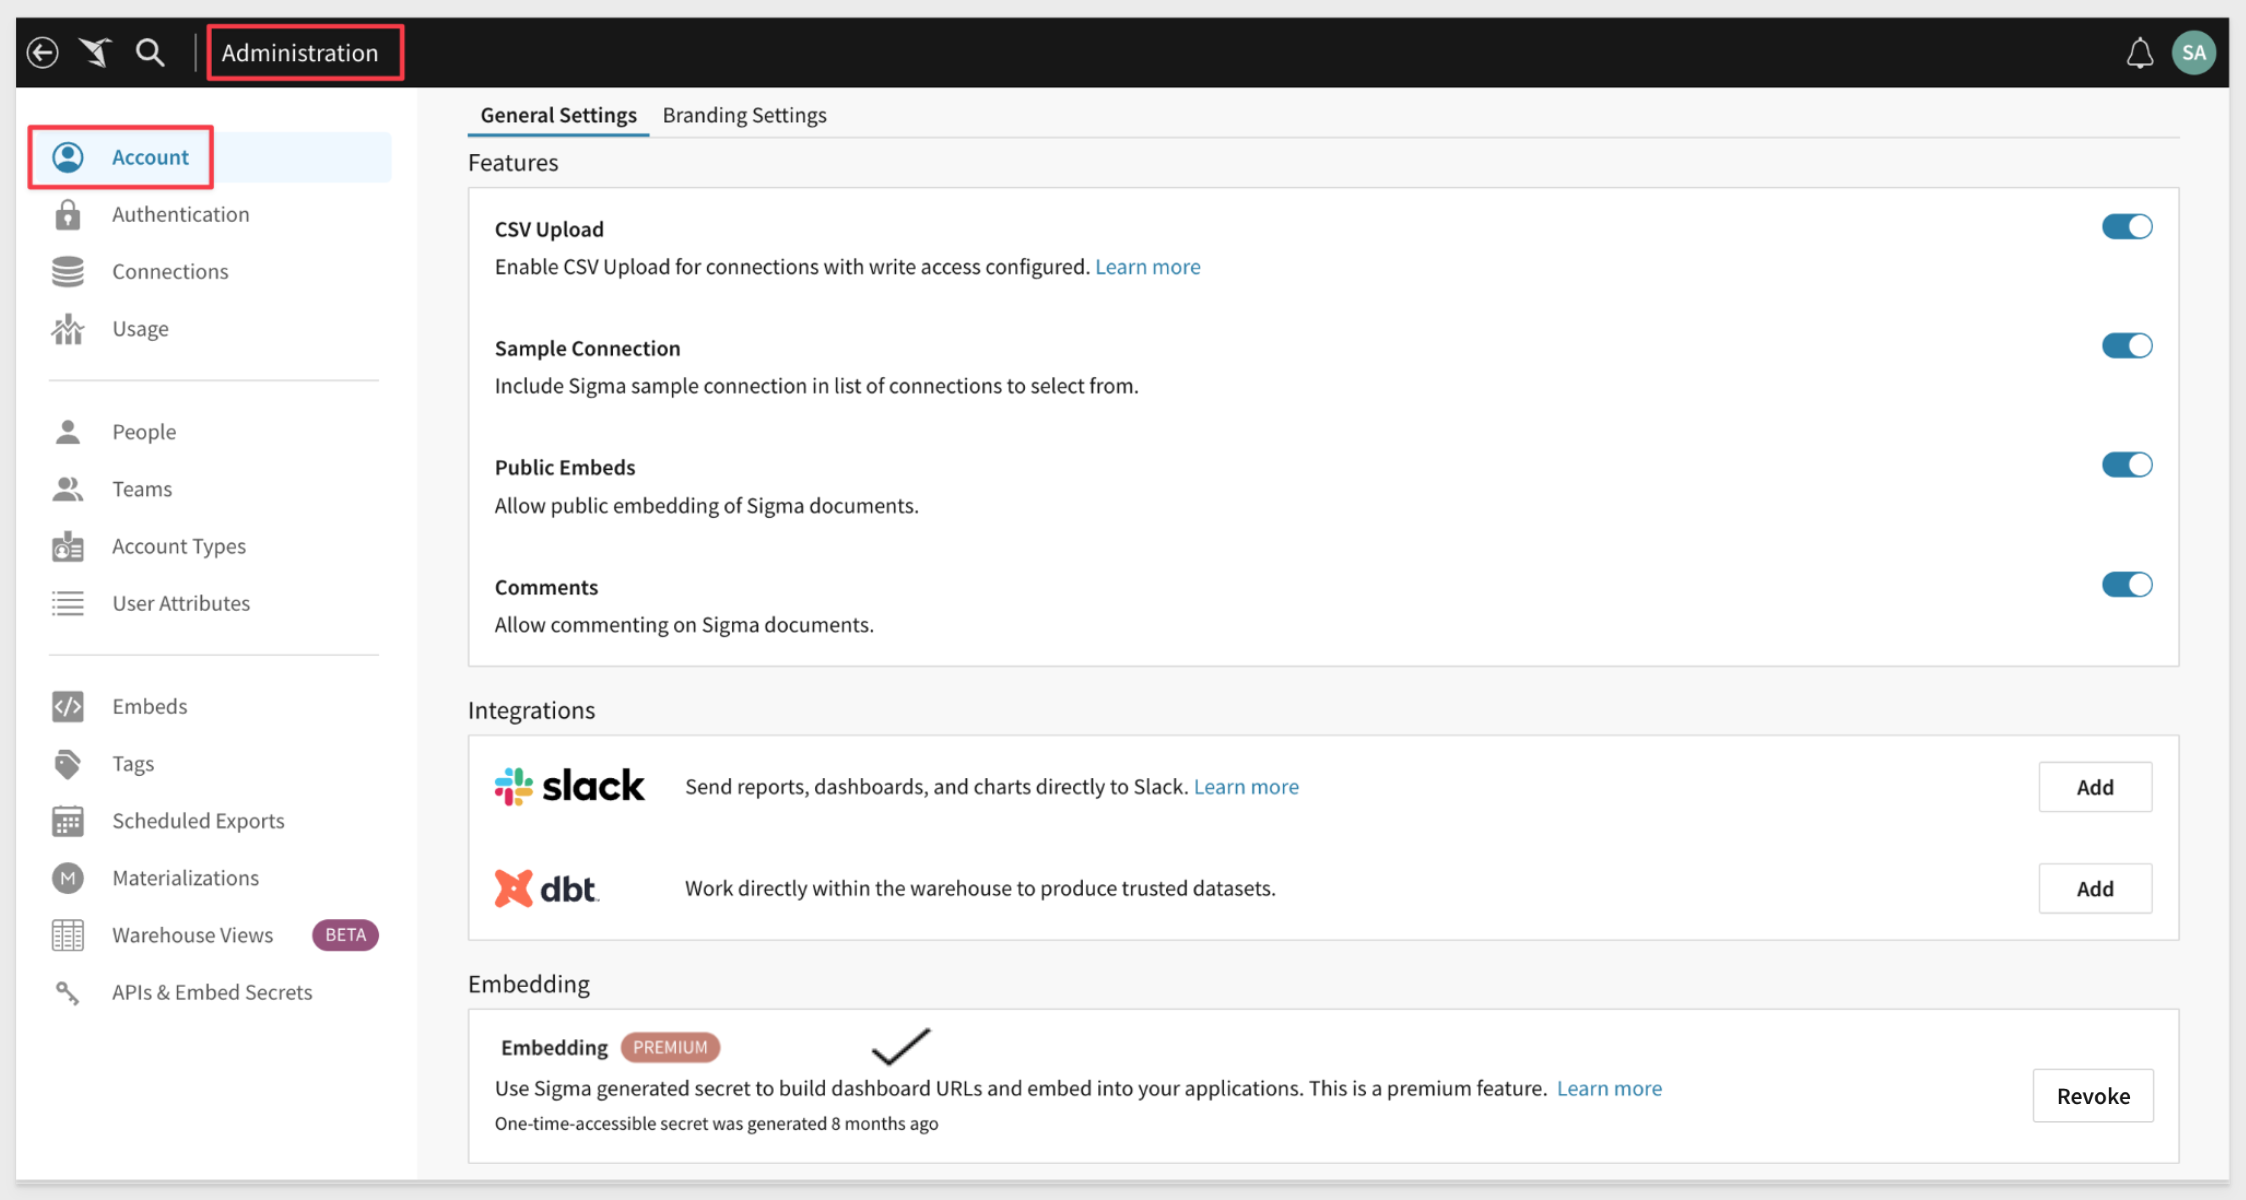 Administration
SA
Account
Authentication
Connections
Usage
People
Teams
Account Types
User Attributes
Embeds
Tags
Scheduled Exports
M
Materializations
Warehouse Views BETA
APIs & Embed Secrets
General Settings Branding Settings
Features
CSV Upload
Enable CSV Upload for connections with write access configured. Learn more
Sample Connection
Include Sigma sample connection in list of connections to select from.
Public Embeds
Allow public embedding of Sigma documents.
Comments
Allow commenting on Sigma documents.
Integrations
slack Send reports, dashboards, and charts directly to Slack. Learn more Add
dbt Work directly within the warehouse to produce trusted datasets. Add
Embedding
Embedding PREMIUM
Use Sigma generated secret to build dashboard URLs and embed into your applications. This is a premium feature. Learn more
Revoke
One-time-accessible secret was generated 8 months ago